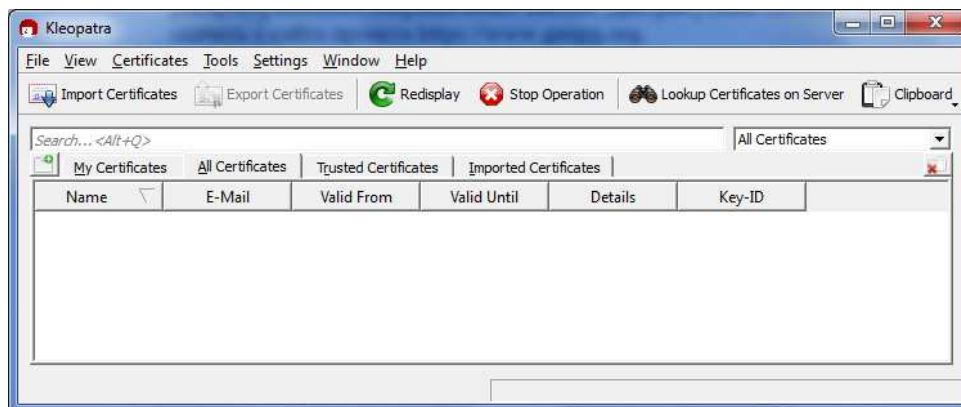 Kleopatra
File View Certificates Tools Settings Window Help
Import Certificates Export Certificates Redisplay Stop Operation Lookup Certificates on Server Clipboard
Search... <Alt+Q> All Certificates
My Certificates All Certificates Trusted Certificates Imported Certificates
Name E-Mail Valid From Valid Until Details Key-ID